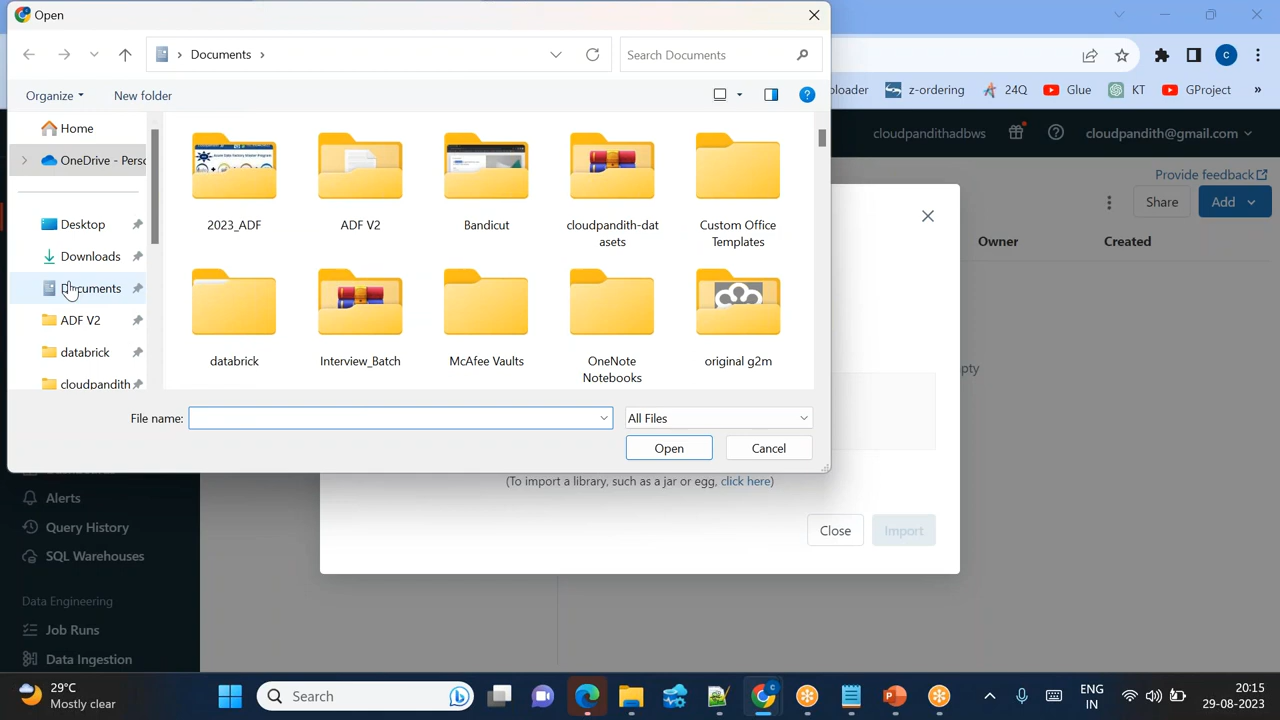 Open
Documents
Search Documents
Organize
New folder
Home
OneDrive - Perso
Desktop
Downloads
Documents
ADF V2
databrick
cloudpandith
2023_ADF
ADF V2
Bandicut
cloudpandith-dat
asets
Custom Office
Templates
databrick
Interview_Batch
McAfee Vaults
OneNote
Notebooks
original g2m
File name:
All Files
Open
Cancel
ploader
z-ordering
24Q
Glue
KT
GProject
»
cloudpandithadbws
cloudpandith@gmail.com
Provide feedback
Share
Add
Owner
Created
pty
(To import a library, such as a jar or egg, click here)
Close
Import
Alerts
Query History
SQL Warehouses
Data Engineering
Job Runs
Data Ingestion
29°C
Mostly clear
Search
ENG
IN
20:15
29-08-2023